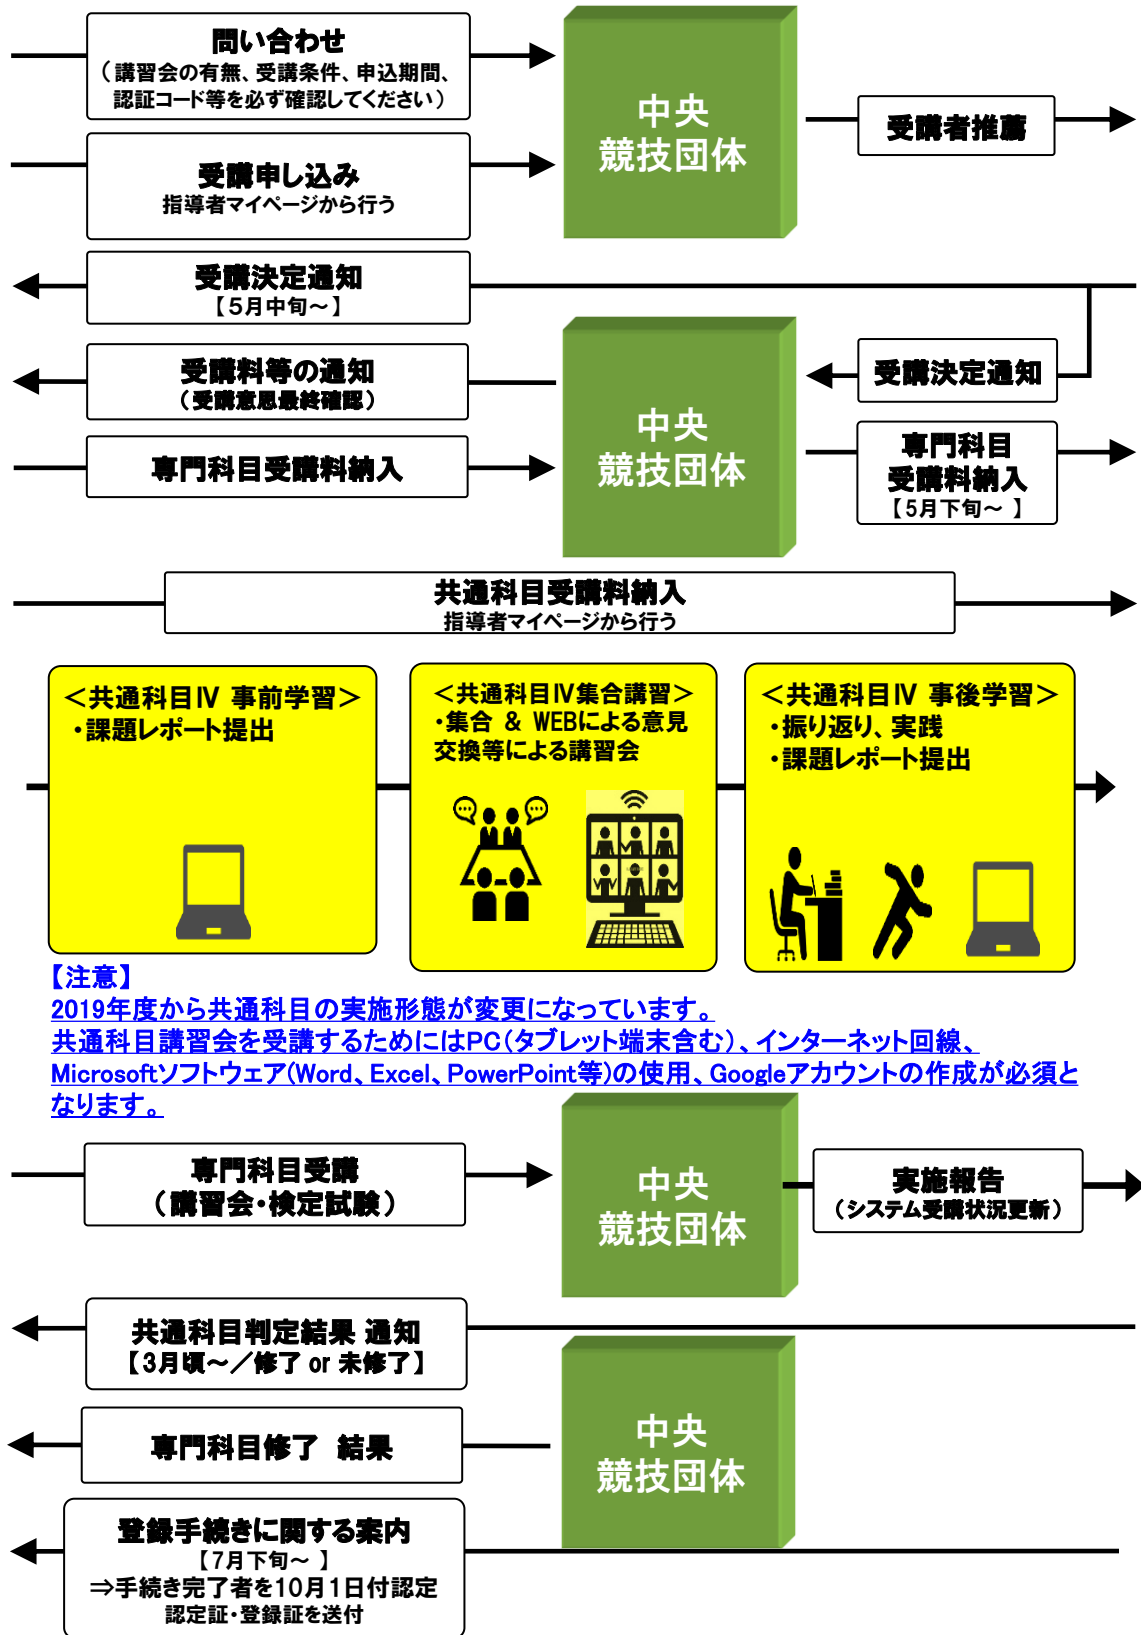 問い合わせ
（講習会の有無、受講条件、申込期間、
認証コード等を必ず確認してください）
中央
競技団体
受講者推薦
受講申し込み
指導者マイページから行う
受講決定通知
【5月中旬～】
受講料等の通知
（受講意思最終確認）
中央
競技団体
受講決定通知
専門科目受講料納入
専門科目
受講料納入
【5月下旬～ 】
共通科目受講料納入
指導者マイページから行う
＜共通科目Ⅳ 事前学習＞
・課題レポート提出
＜共通科目Ⅳ集合講習＞
・集合 & WEBによる意見
交換等による講習会
＜共通科目Ⅳ 事後学習＞
・振り返り、実践
・課題レポート提出
【注意】
2019年度から共通科目の実施形態が変更になっています。
共通科目講習会を受講するためにはPC（タブレット端末含む）、インターネット回線、
Microsoftソフトウェア(Word、Excel、PowerPoint等)の使用、Googleアカウントの作成が必須と
なります。
専門科目受講
（講習会・検定試験）
中央
競技団体
実施報告
（システム受講状況更新）
共通科目判定結果 通知
【3月頃～／修了 or 未修了】
専門科目修了 結果
中央
競技団体
登録手続きに関する案内
【7月下旬～ 】
⇒手続き完了者を10月1日付認定
認定証・登録証を送付